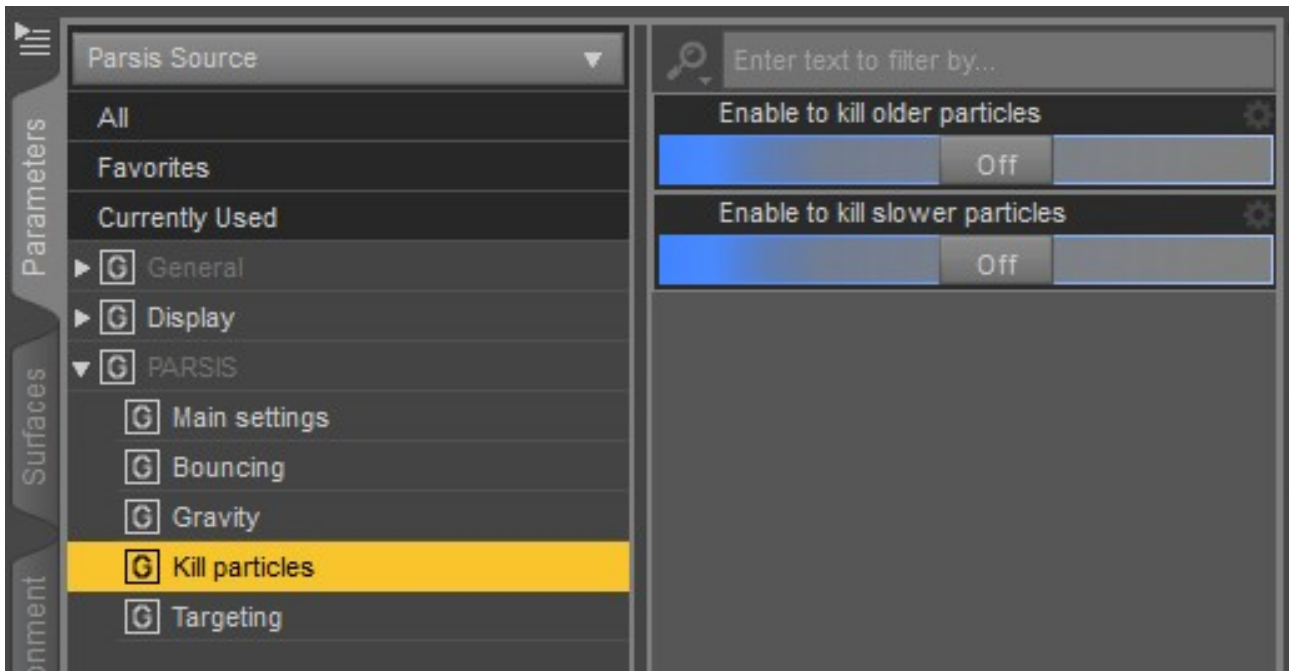 Parsis Source
All
Favorites
Currently Used
G General
G Display
G PARSIS
G Main settings
G Bouncing
G Gravity
G Kill particles
G Targeting
Enter text to filter by...
Enable to kill older particles
Off
Enable to kill slower particles
Off
Parameters
Surfaces
onment